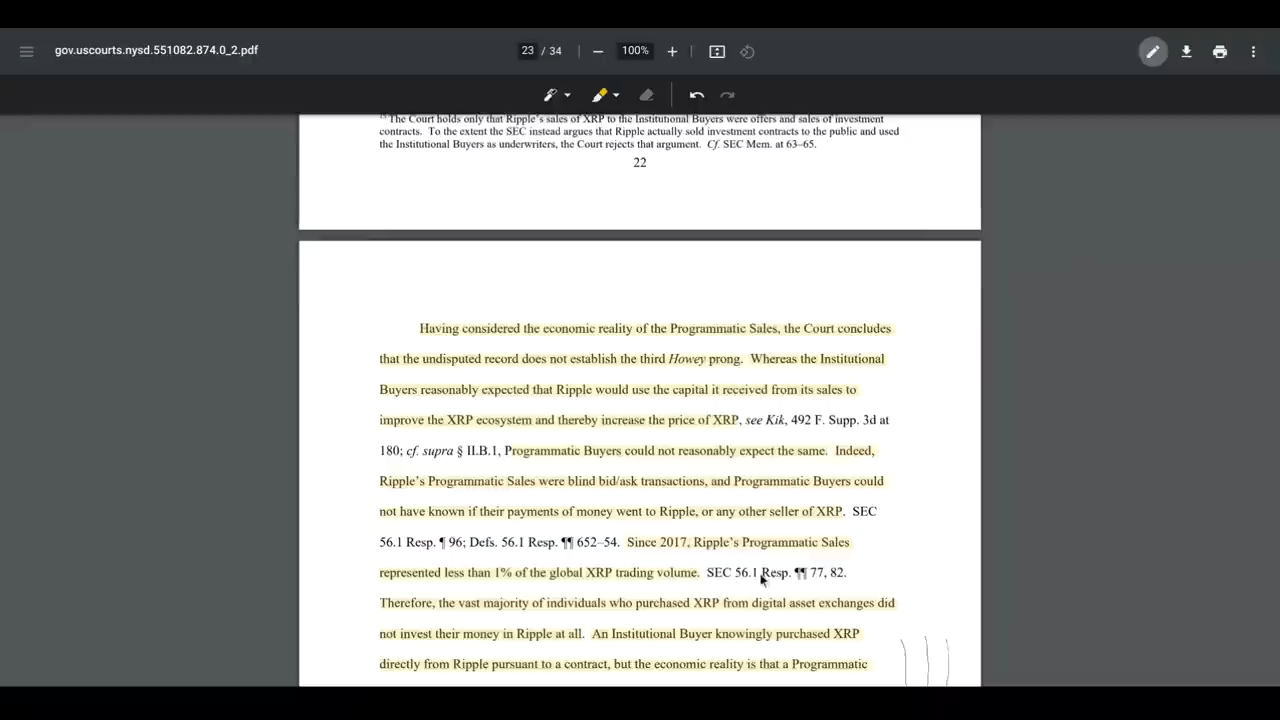 gov.uscourts.nysd.551082.874.0_2.pdf
23 / 34
100%
15 The Court holds only that Ripple's sales of XRP to the Institutional Buyers were offers and sales of investment
contracts. To the extent the SEC instead argues that Ripple actually sold investment contracts to the public and used
the Institutional Buyers as underwriters, the Court rejects that argument. Cf. SEC Mem. at 63–65.
22
Having considered the economic reality of the Programmatic Sales, the Court concludes
that the undisputed record does not establish the third Howey prong. Whereas the Institutional
Buyers reasonably expected that Ripple would use the capital it received from its sales to
improve the XRP ecosystem and thereby increase the price of XRP, see Kik, 492 F. Supp. 3d at
180; cf. supra § II.B.1, Programmatic Buyers could not reasonably expect the same. Indeed,
Ripple's Programmatic Sales were blind bid/ask transactions, and Programmatic Buyers could
not have known if their payments of money went to Ripple, or any other seller of XRP. SEC
56.1 Resp. ¶ 96; Defs. 56.1 Resp. ¶¶ 652–54. Since 2017, Ripple's Programmatic Sales
represented less than 1% of the global XRP trading volume. SEC 56.1 Resp. ¶¶ 77, 82.
Therefore, the vast majority of individuals who purchased XRP from digital asset exchanges did
not invest their money in Ripple at all. An Institutional Buyer knowingly purchased XRP
directly from Ripple pursuant to a contract, but the economic reality is that a Programmatic